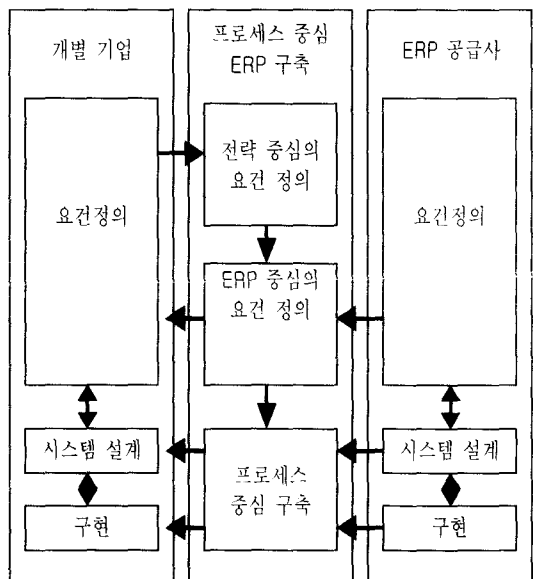 개별 기업
요건정의
시스템 설계
구현
프로세스 중심
ERP 구축
전략 중심의
요건 정의
ERP 중심의
요건 정의
프로세스
중심 구축
ERP 공급사
요건정의
시스템 설계
구현